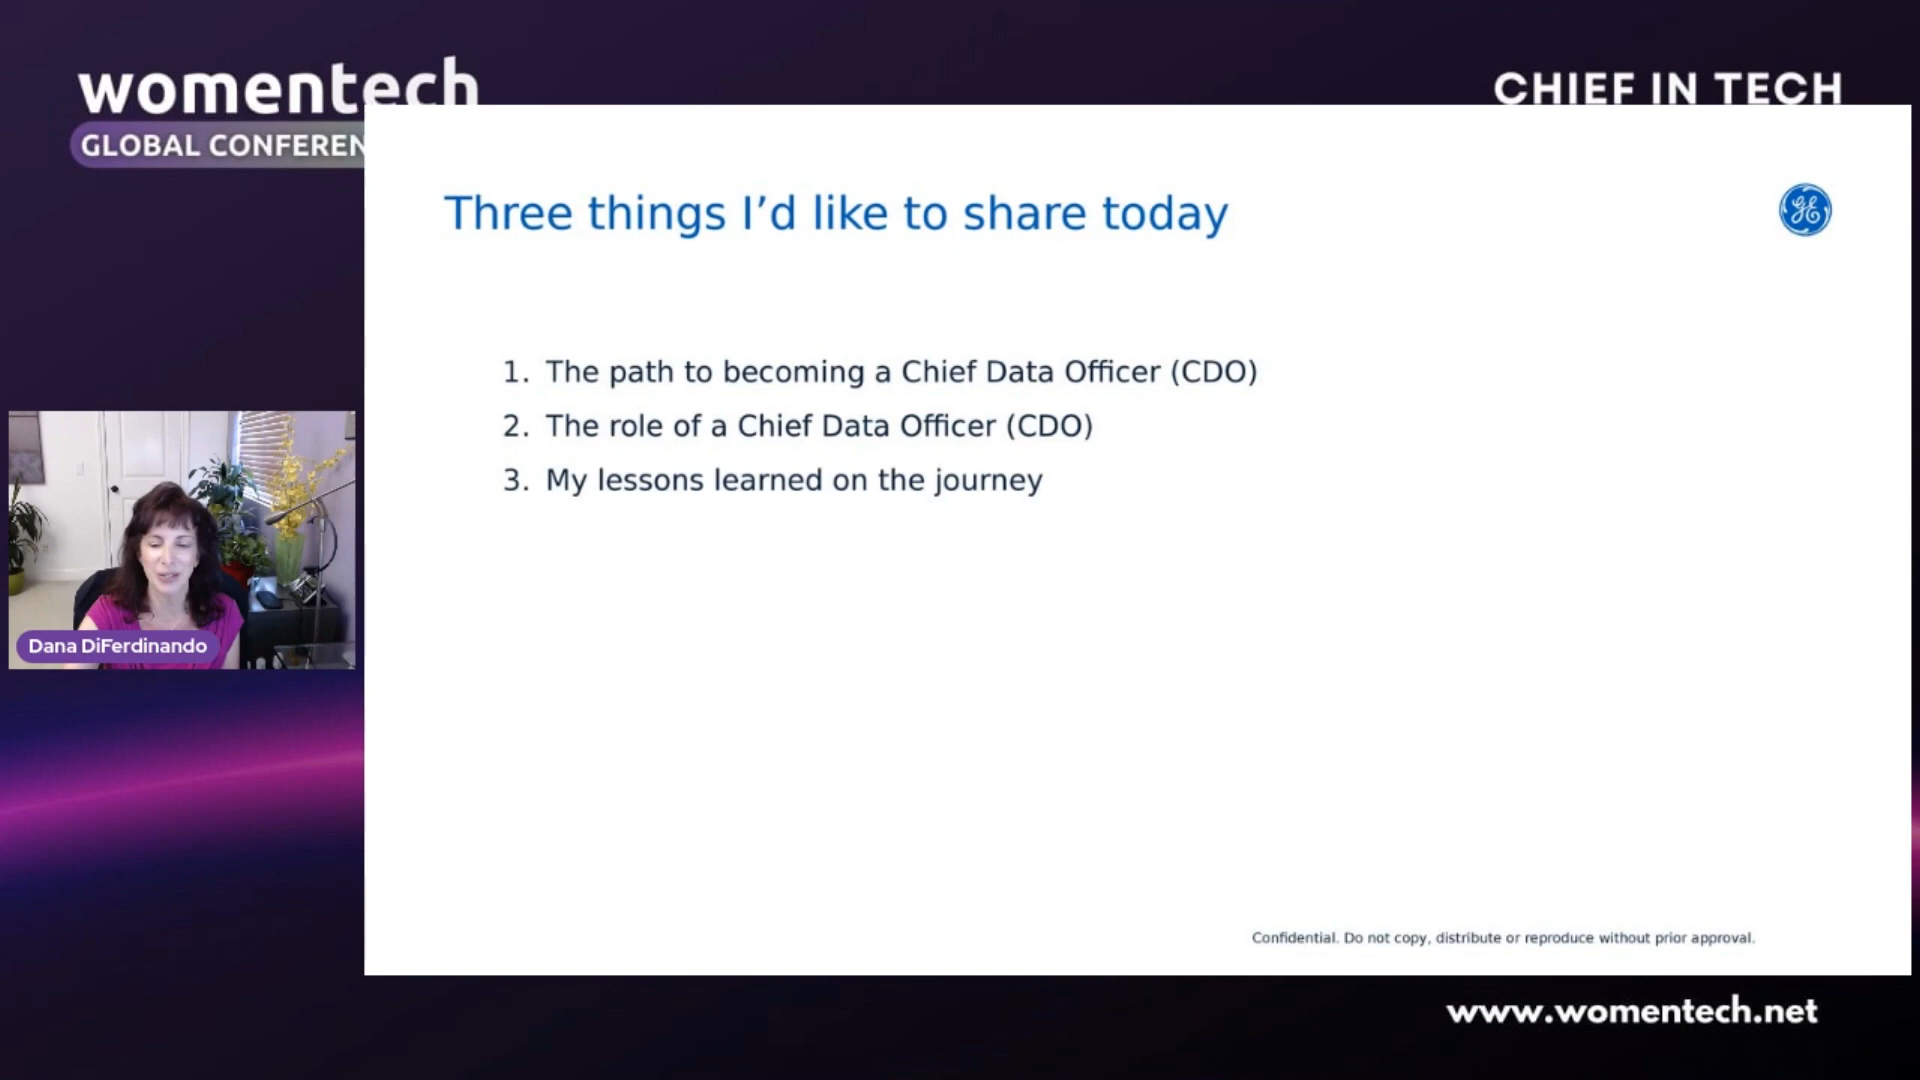 womentech
GLOBAL CONFEREN
CHIEF IN TECH
Three things I’d like to share today
GE
1. The path to becoming a Chief Data Officer (CDO)
2. The role of a Chief Data Officer (CDO)
3. My lessons learned on the journey
Dana DiFerdinando
Confidential. Do not copy, distribute or reproduce without prior approval.
www.womentech.net